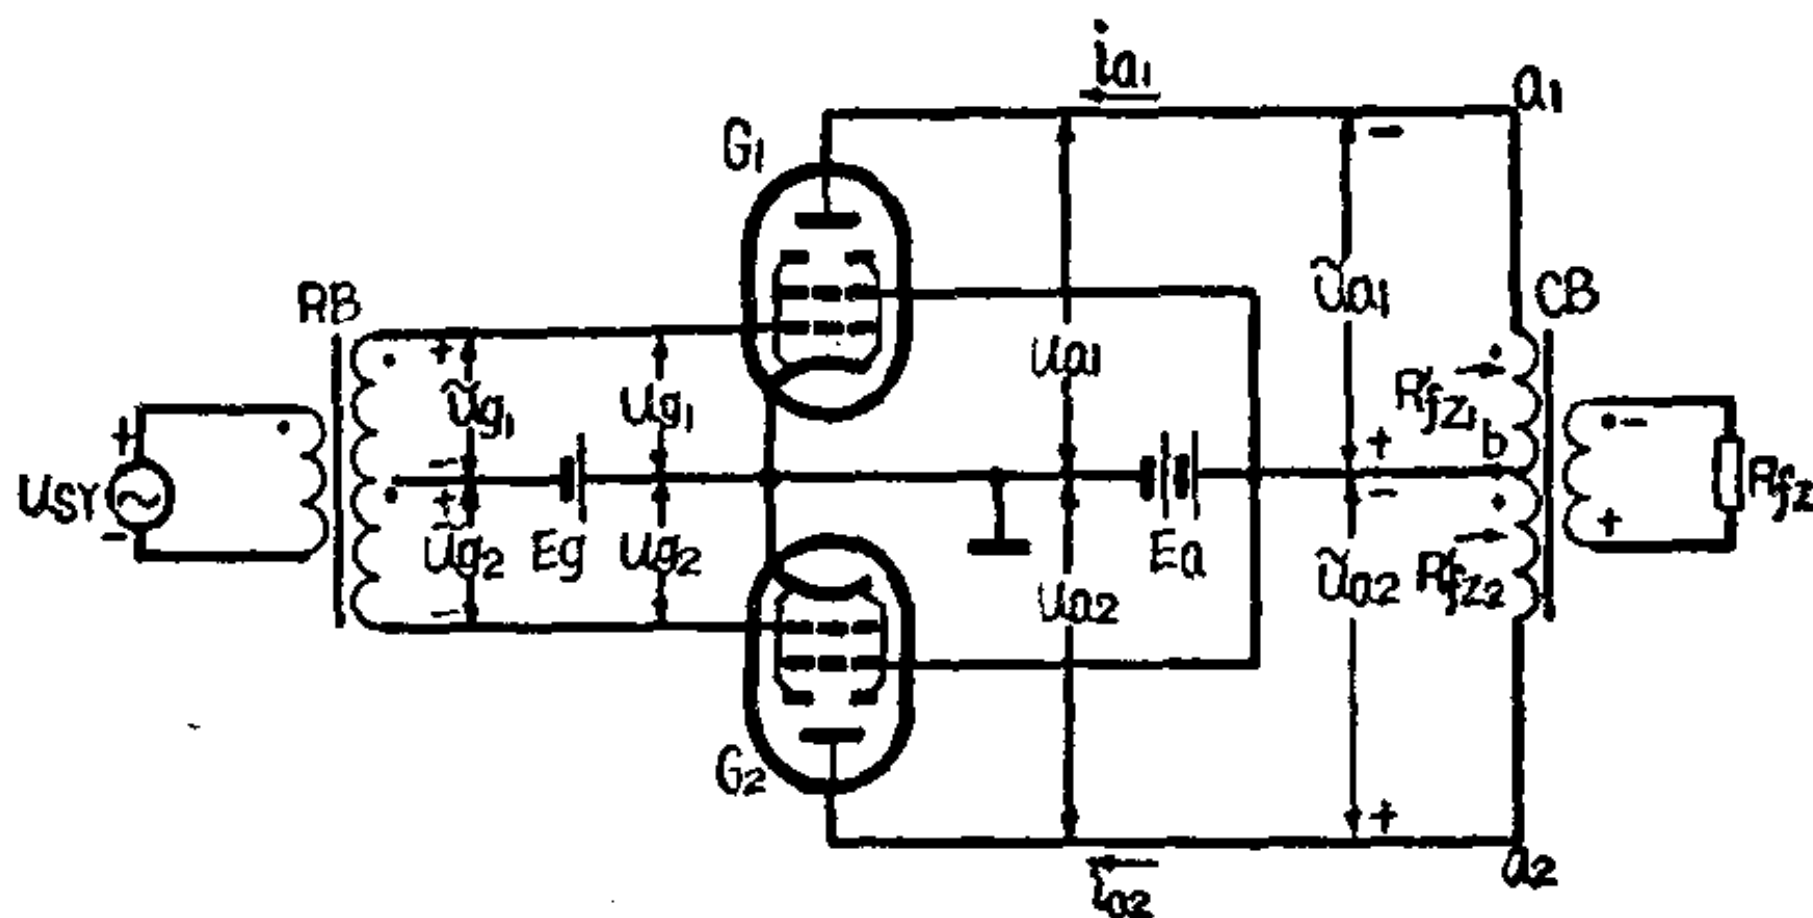 ia1
a1
G1
RB
CB
ũa1
ua1
R'fz1
+
ũg1
ug1
-
+
b
USY
-
+
-
+
-
Rfz
ũg2
Eg
ug2
Ea
ũa2
R'fz2
ua2
+
-
G2
+
a2
ia2